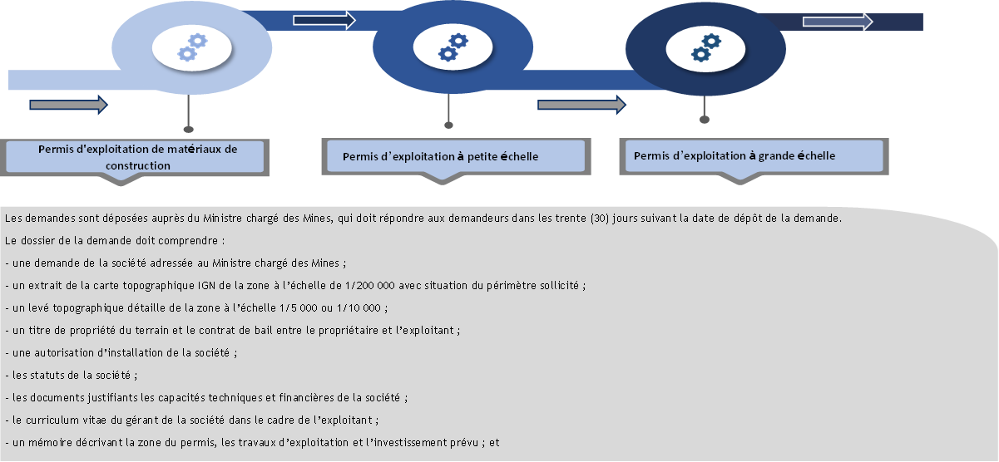 Permis d'exploitation de matériaux de
construction
Permis d’exploitation à petite échelle
Permis d’exploitation à grande échelle
Les demandes sont déposées auprès du Ministre chargé des Mines, qui doit répondre aux demandeurs dans les trente (30) jours suivant la date de dépôt de la demande.
Le dossier de la demande doit comprendre :
- une demande de la société adressée au Ministre chargé des Mines ;
- un extrait de la carte topographique IGN de la zone à l’échelle de 1/200 000 avec situation du périmètre sollicité ;
- un levé topographique détaille de la zone à l’échelle 1/5 000 ou 1/10 000 ;
- un titre de propriété du terrain et le contrat de bail entre le propriétaire et l’exploitant ;
- une autorisation d’installation de la société ;
- les statuts de la société ;
- les documents justifiants les capacités techniques et financières de la société ;
- le curriculum vitae du gérant de la société dans le cadre de l’exploitant ;
- un mémoire décrivant la zone du permis, les travaux d’exploitation et l’investissement prévu ; et